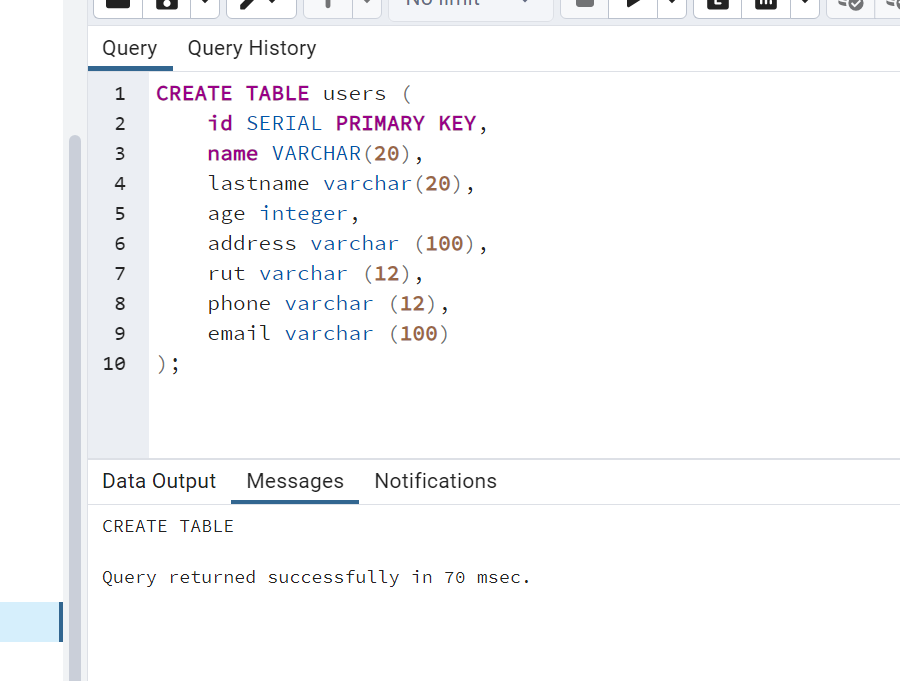 No limit
Query Query History
1 CREATE TABLE users (
2 id SERIAL PRIMARY KEY,
3 name VARCHAR(20),
4 lastname varchar(20),
5 age integer,
6 address varchar (100),
7 rut varchar (12),
8 phone varchar (12),
9 email varchar (100)
10 );
Data Output Messages Notifications
CREATE TABLE
Query returned successfully in 70 msec.